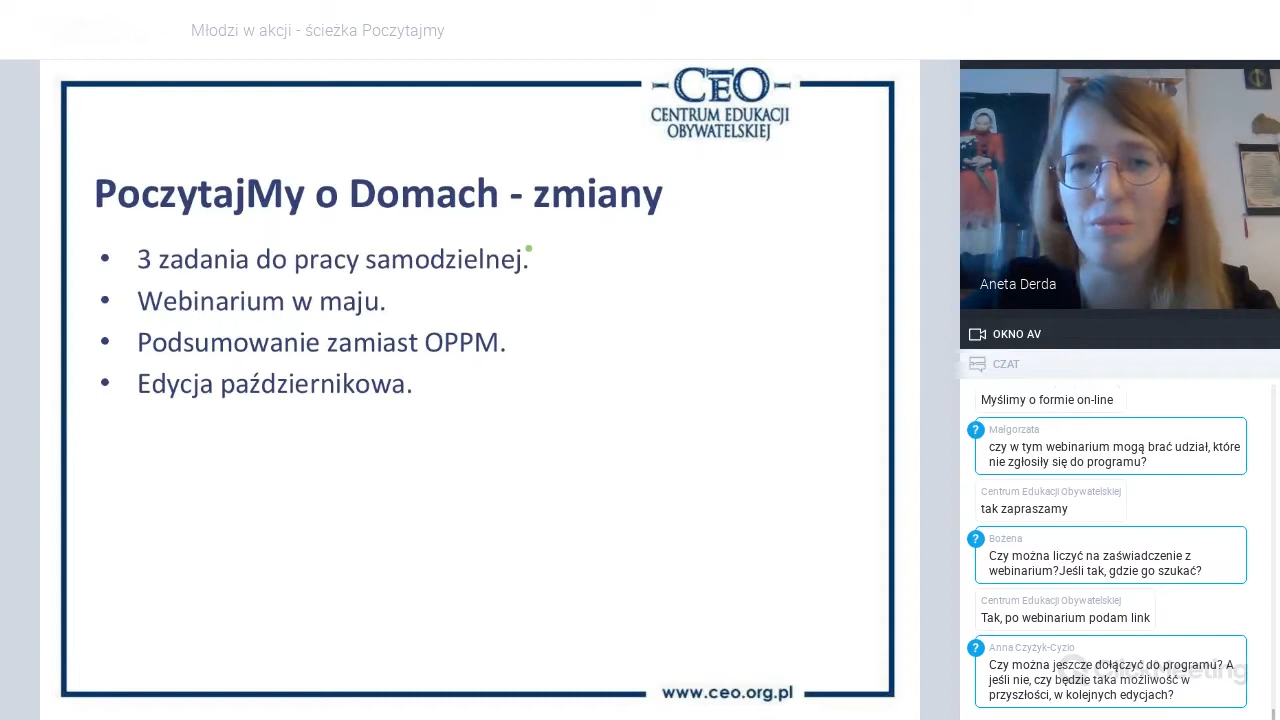 Młodzi w akcji - ścieżka Poczytajmy
CEO
CENTRUM EDUKACJI
OBYWATELSKIEJ
PoczytajMy o Domach - zmiany
• 3 zadania do pracy samodzielnej.
• Webinarium w maju.
• Podsumowanie zamiast OPPM.
• Edycja październikowa.
www.ceo.org.pl
Aneta Derda
OKNO AV
CZAT
Myślimy o formie on-line
? Małgorzata
czy w tym webinarium mogą brać udział, które
nie zgłosiły się do programu?
Centrum Edukacji Obywatelskiej
tak zapraszamy
? Bożena
Czy można liczyć na zaświadczenie z
webinarium?Jeśli tak, gdzie go szukać?
Centrum Edukacji Obywatelskiej
Tak, po webinarium podam link
? Anna Czyżyk-Cyzio
Czy można jeszcze dołączyć do programu? A
jeśli nie, czy będzie taka możliwość w
przyszłości, w kolejnych edycjach?